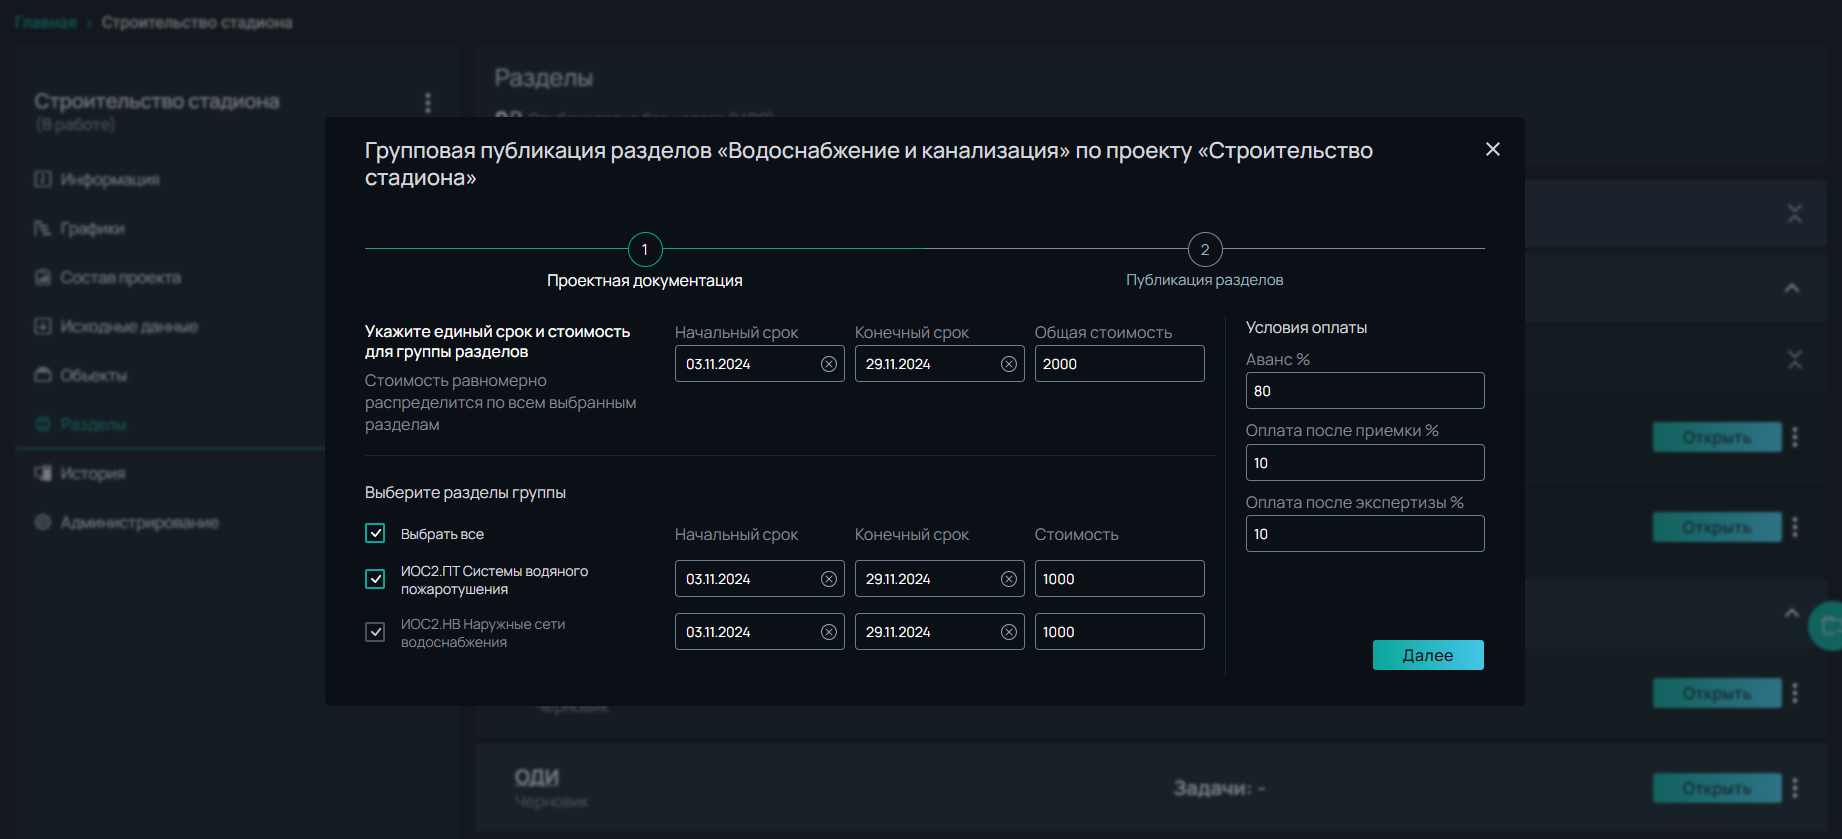 Главная > Строительство стадиона
Строительство стадиона
(В работе)
Информация
Графики
Состав проекта
Исходные данные
Объекты
Разделы
История
Администрирование
Разделы
Групповая публикация разделов «Водоснабжение и канализация» по проекту «Строительство
стадиона»
1
Проектная документация
2
Публикация разделов
Укажите единый срок и стоимость
для группы разделов
Стоимость равномерно
распределится по всем выбранным
разделам
Начальный срок Конечный срок Общая стоимость
03.11.2024 29.11.2024 2000
Выберите разделы группы
Выбрать все Начальный срок Конечный срок Стоимость
ИОС2.ПТ Системы водяного
пожаротушения
03.11.2024 29.11.2024 1000
ИОС2.НВ Наружные сети
водоснабжения
03.11.2024 29.11.2024 1000
Условия оплаты
Аванс %
80
Оплата после приемки %
10
Оплата после экспертизы %
10
Далее
Открыть
Открыть
Черновик
Открыть
ОДИ
Черновик
Задачи: -
Открыть